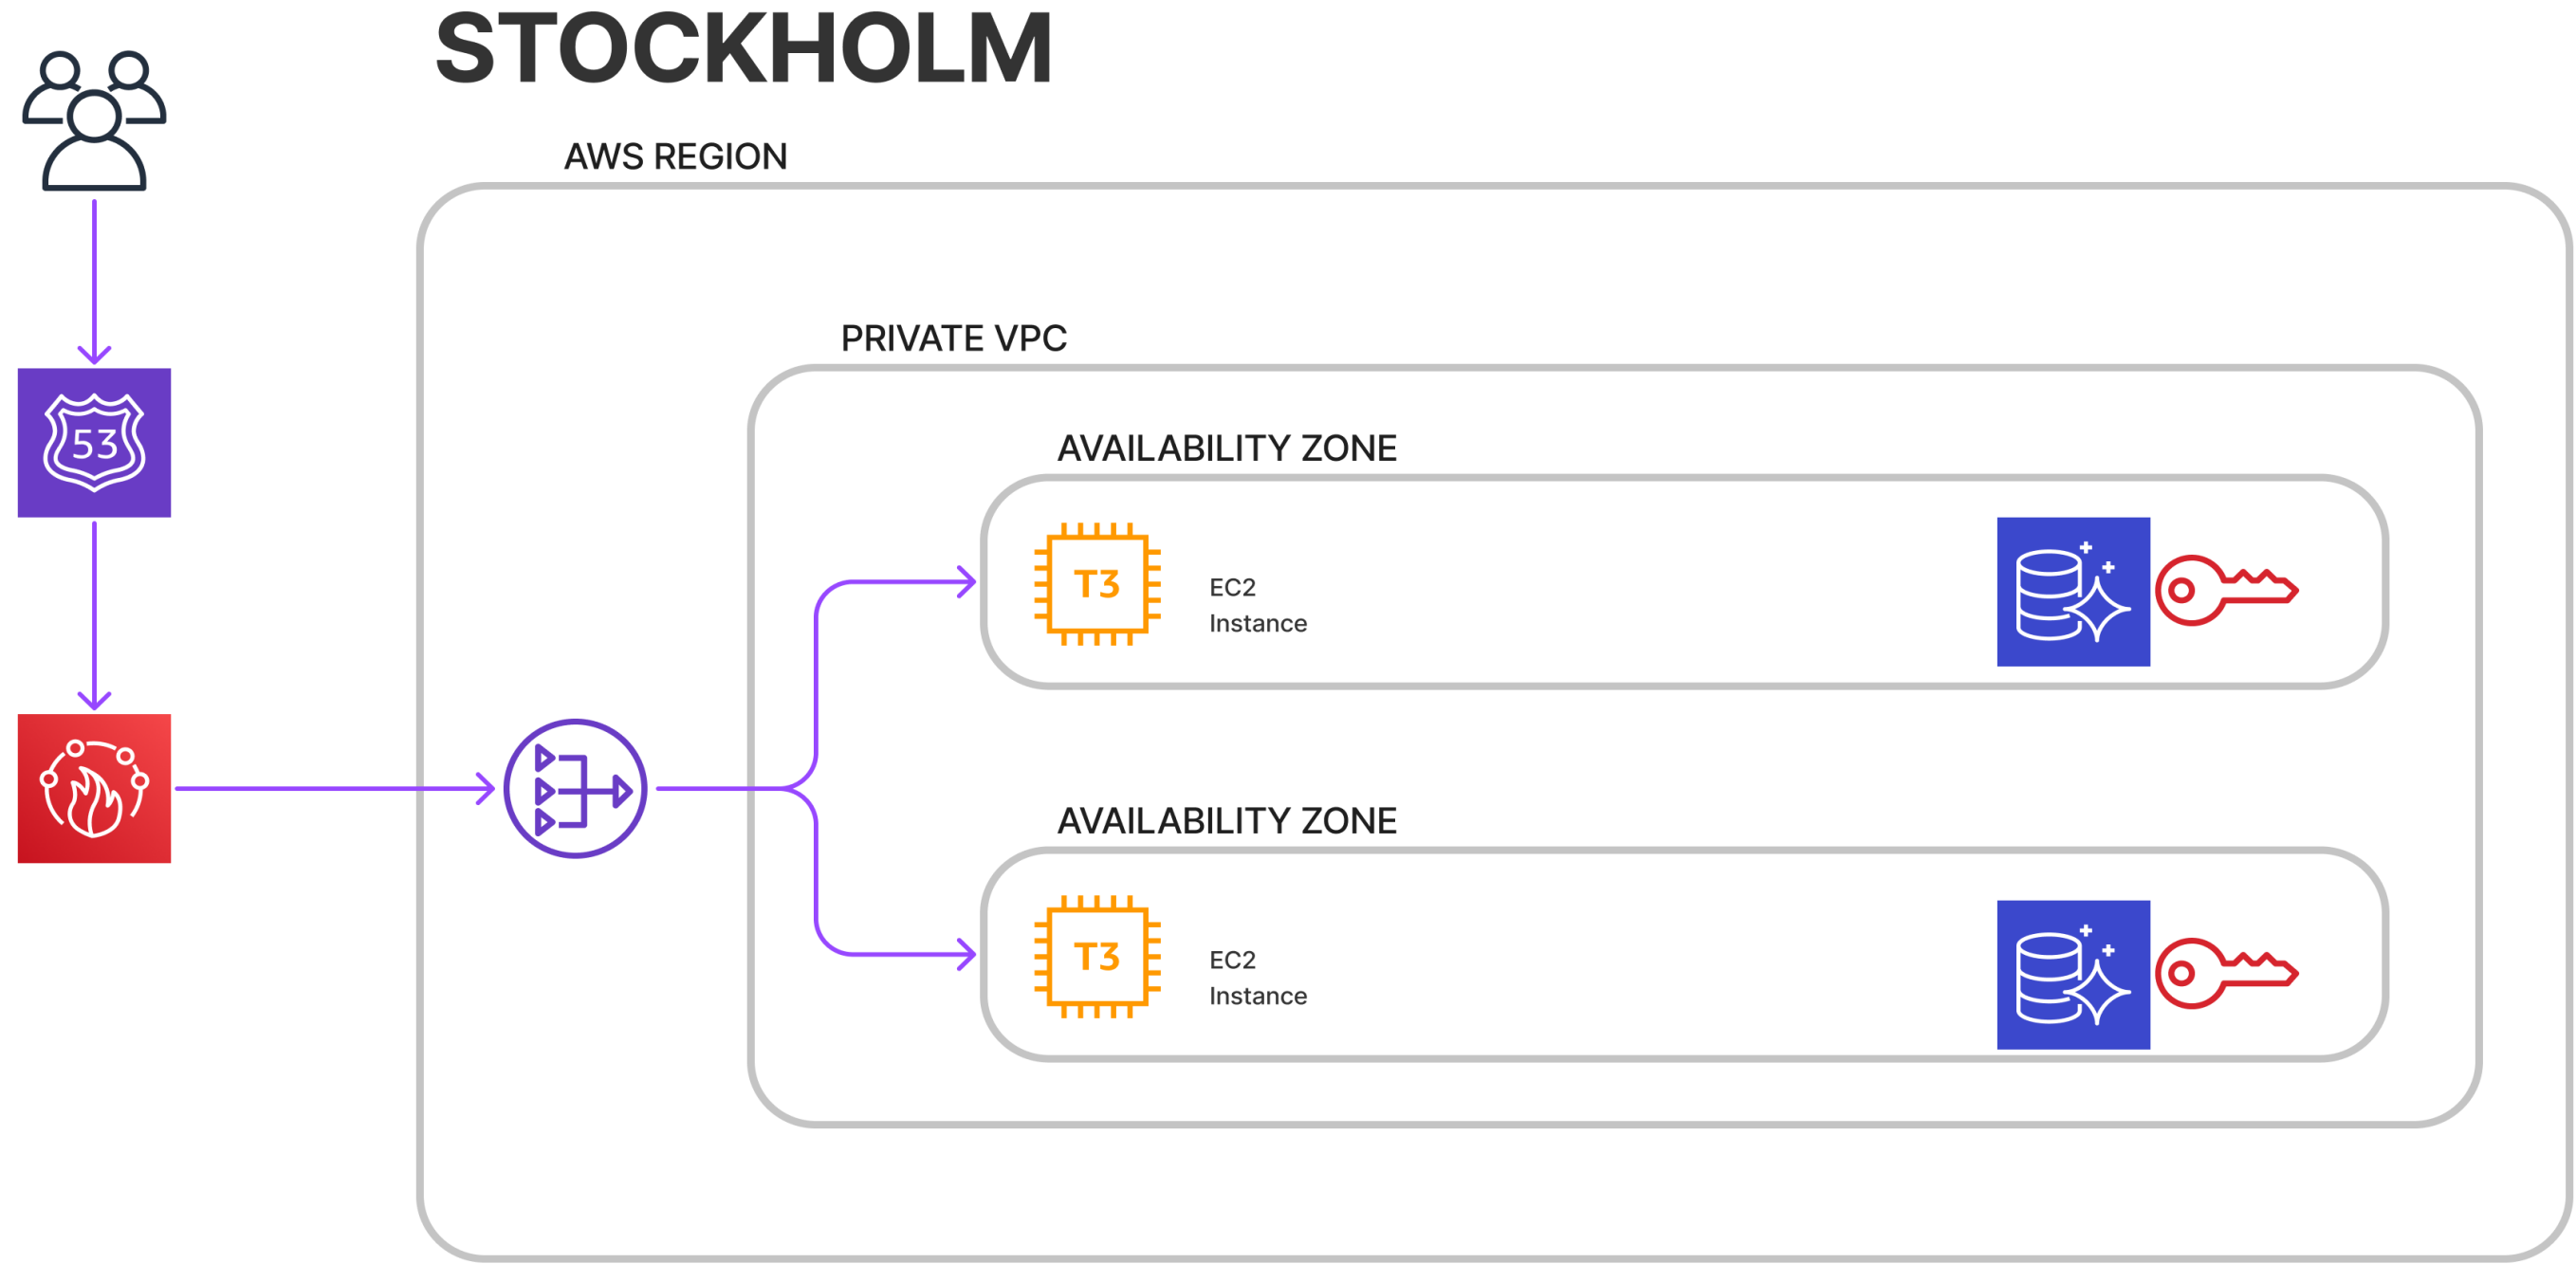 STOCKHOLM
AWS REGION
PRIVATE VPC
53
AVAILABILITY ZONE
T3
EC2
Instance
AVAILABILITY ZONE
T3
EC2
Instance